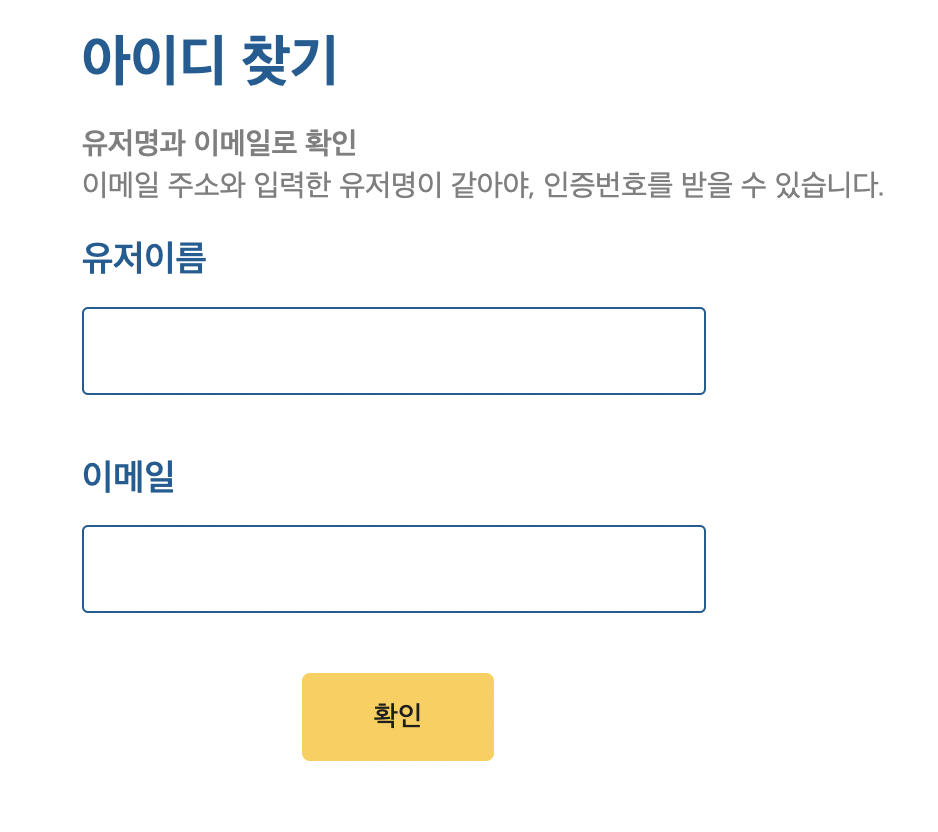 아이디 찾기
유저명과 이메일로 확인
이메일 주소와 입력한 유저명이 같아야, 인증번호를 받을 수 있습니다.
유저이름
이메일
확인